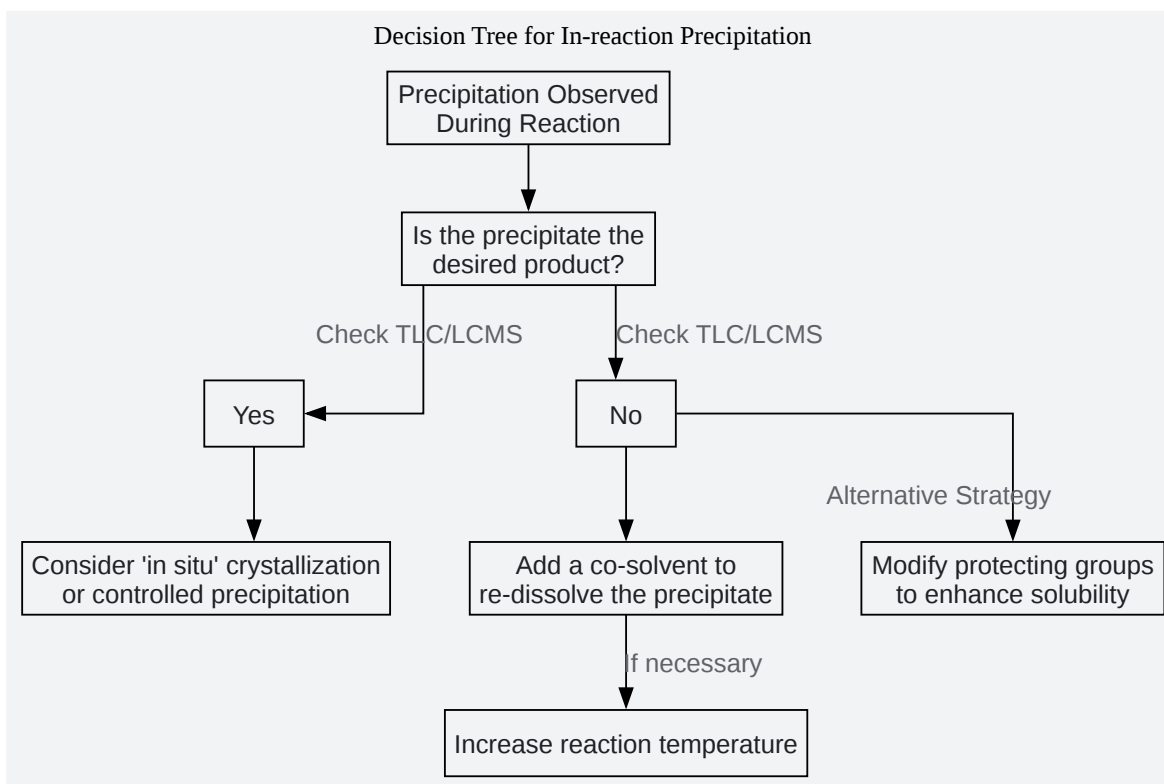 Decision Tree for In-reaction Precipitation
Precipitation Observed
During Reaction
Is the precipitate the
desired product?
Check TLC/LCMS
Check TLC/LCMS
Yes
No
Alternative Strategy
Consider 'in situ' crystallization
or controlled precipitation
Add a co-solvent to
re-dissolve the precipitate
Modify protecting groups
to enhance solubility
If necessary
Increase reaction temperature